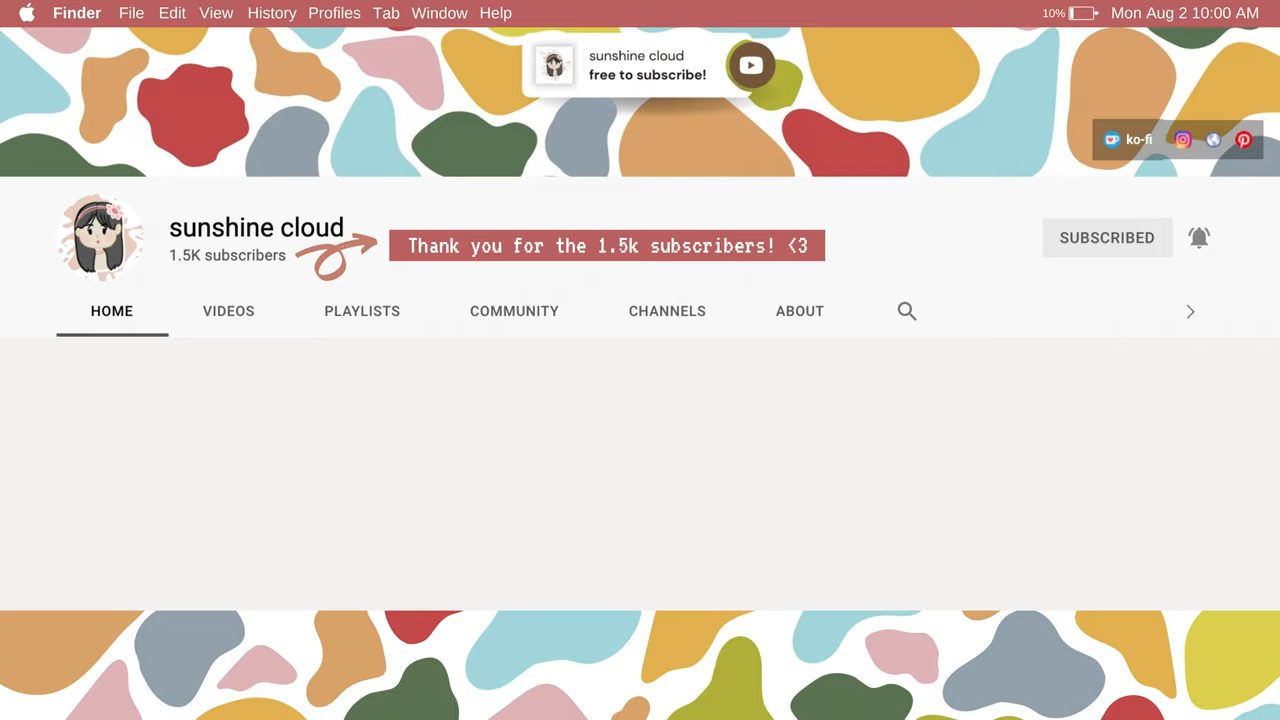 Finder File Edit View History Profiles Tab Window Help 10% Mon Aug 2 10:00 AM
sunshine cloud
free to subscribe!
ko-fi
sunshine cloud
1.5K subscribers
Thank you for the 1.5k subscribers! <3
SUBSCRIBED
HOME VIDEOS PLAYLISTS COMMUNITY CHANNELS ABOUT